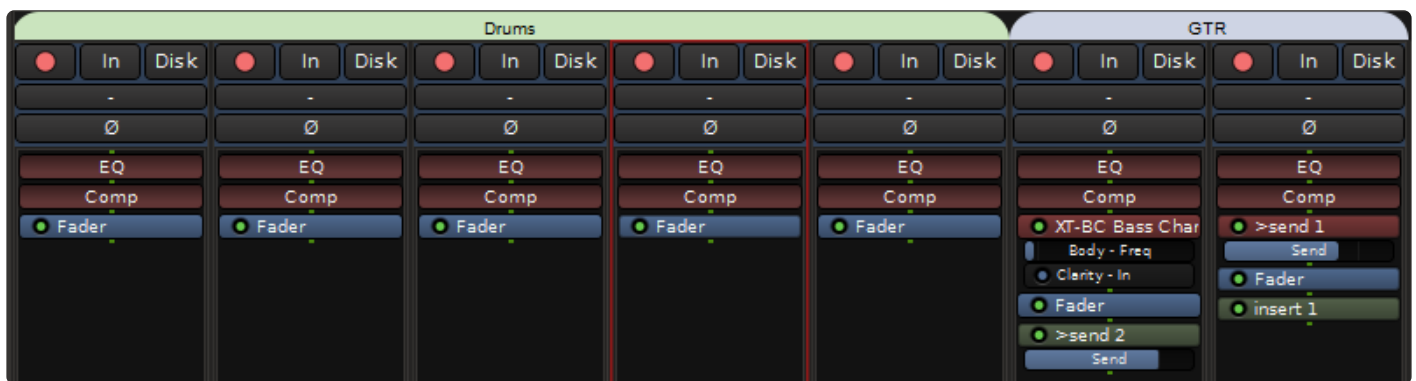 Drums GTR
In Disk In Disk In Disk In Disk In Disk In Disk In Disk
- - - - - - -
Ø Ø Ø Ø Ø Ø Ø
EQ EQ EQ EQ EQ EQ EQ
Comp Comp Comp Comp Comp Comp Comp
Fader Fader Fader Fader Fader XT-BC Bass Char >send 1
Body - Freq Send
Clarity - In Fader
Fader insert 1
>send 2
Send